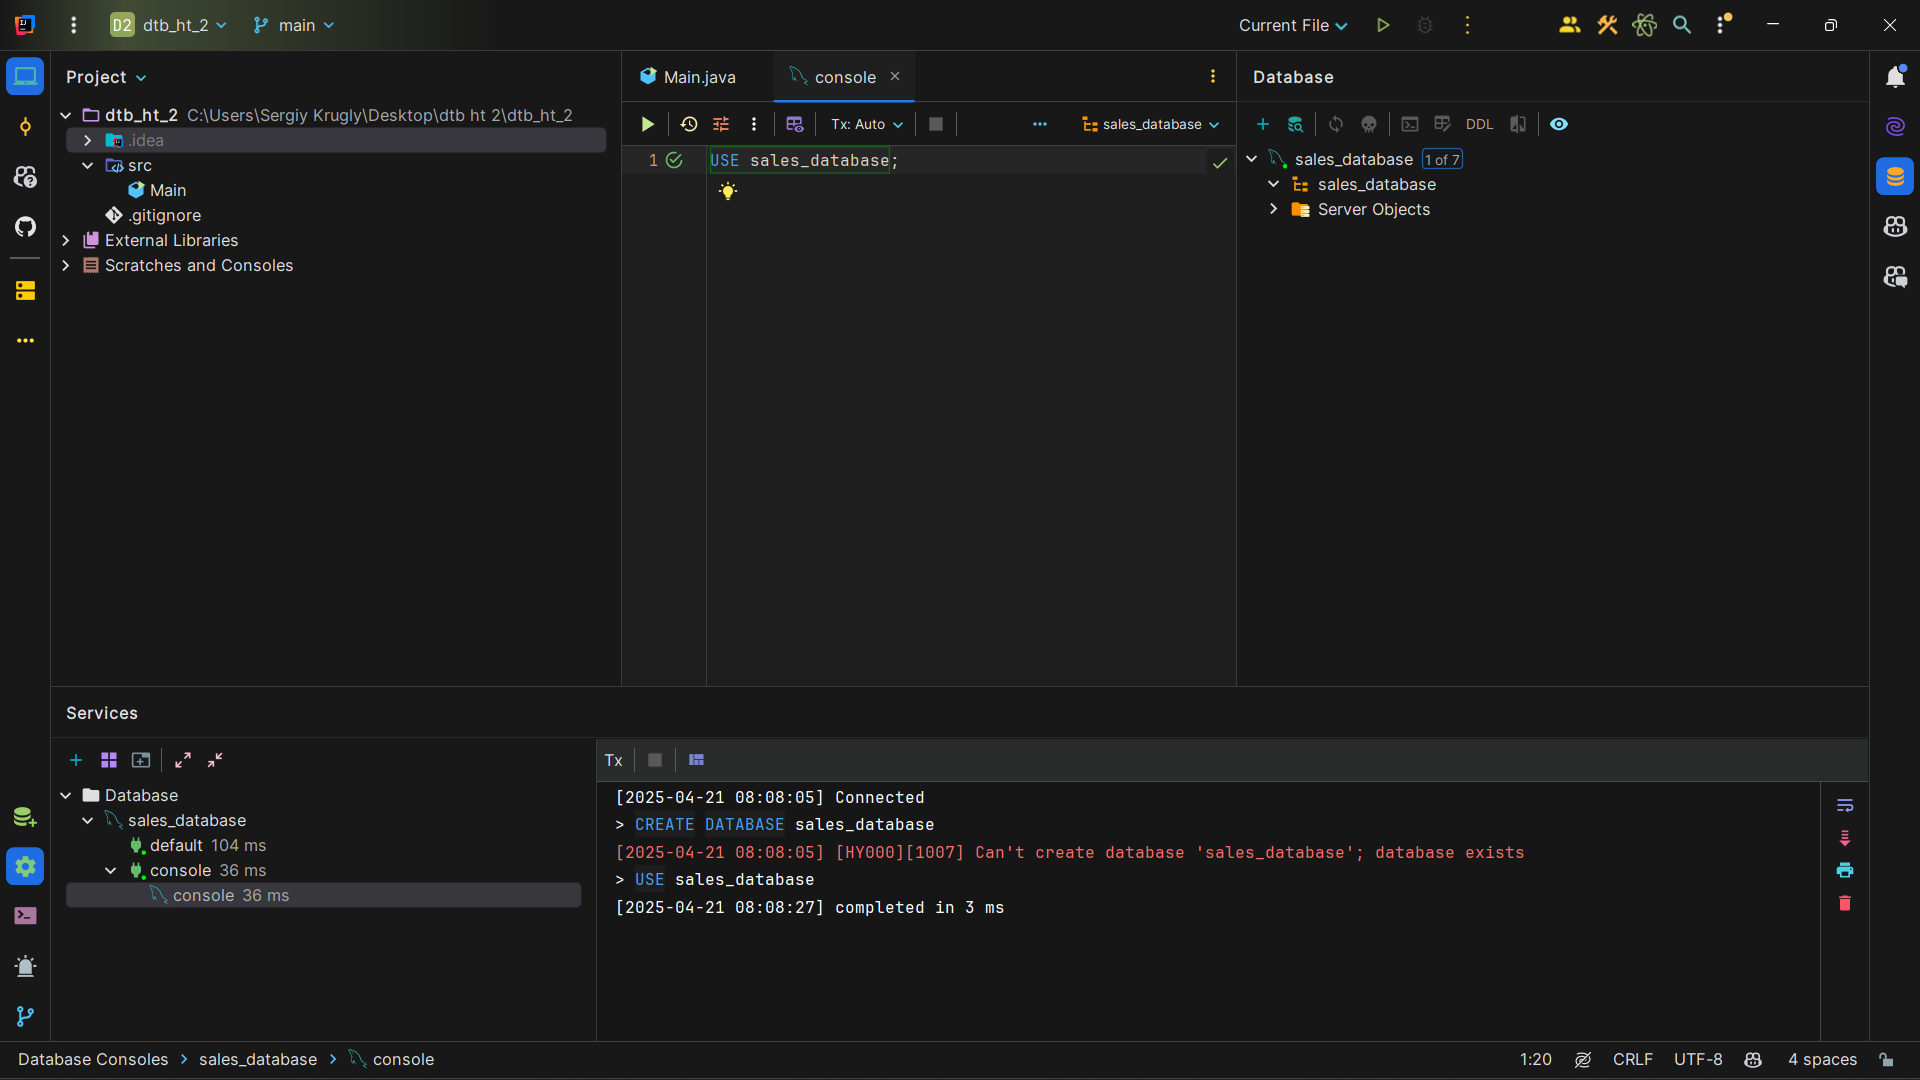 D2 dtb_ht_2 main Current File
Project
dtb_ht_2 C:\Users\Sergiy Krugly\Desktop\dtb ht 2\dtb_ht_2
.idea
src
Main
.gitignore
External Libraries
Scratches and Consoles
Main.java console
Tx: Auto sales_database
1 USE sales_database;
Database
DDL
sales_database 1 of 7
sales_database
Server Objects
Services
Database
sales_database
default 104 ms
console 36 ms
console 36 ms
Tx
[2025-04-21 08:08:05] Connected
> CREATE DATABASE sales_database
[2025-04-21 08:08:05] [HY000][1007] Can't create database 'sales_database'; database exists
> USE sales_database
[2025-04-21 08:08:27] completed in 3 ms
Database Consoles > sales_database > console
1:20 CRLF UTF-8 4 spaces